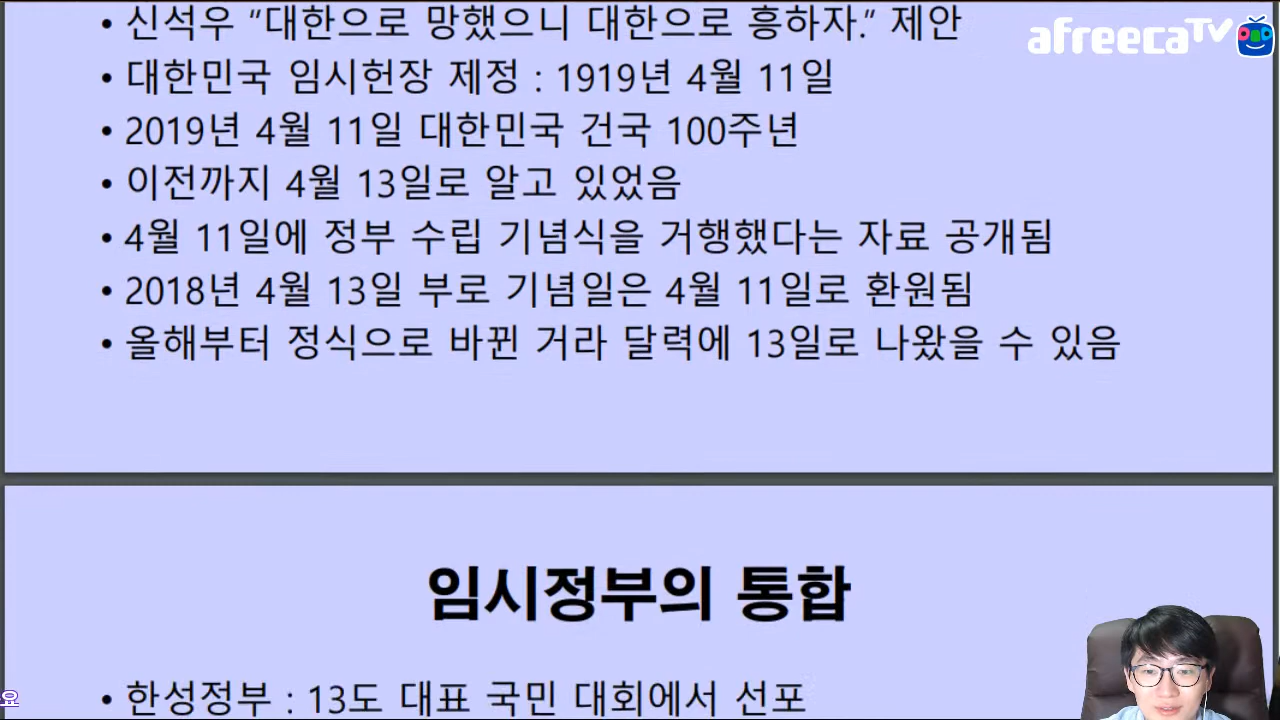 • 신석우 “대한으로 망했으니 대한으로 흥하자.” 제안
afreecaTV
• 대한민국 임시헌장 제정 : 1919년 4월 11일
• 2019년 4월 11일 대한민국 건국 100주년
• 이전까지 4월 13일로 알고 있었음
• 4월 11일에 정부 수립 기념식을 거행했다는 자료 공개됨
• 2018년 4월 13일 부로 기념일은 4월 11일로 환원됨
• 올해부터 정식으로 바뀐 거라 달력에 13일로 나왔을 수 있음
임시정부의 통합
• 한성정부 : 13도 대표 국민 대회에서 선포
요